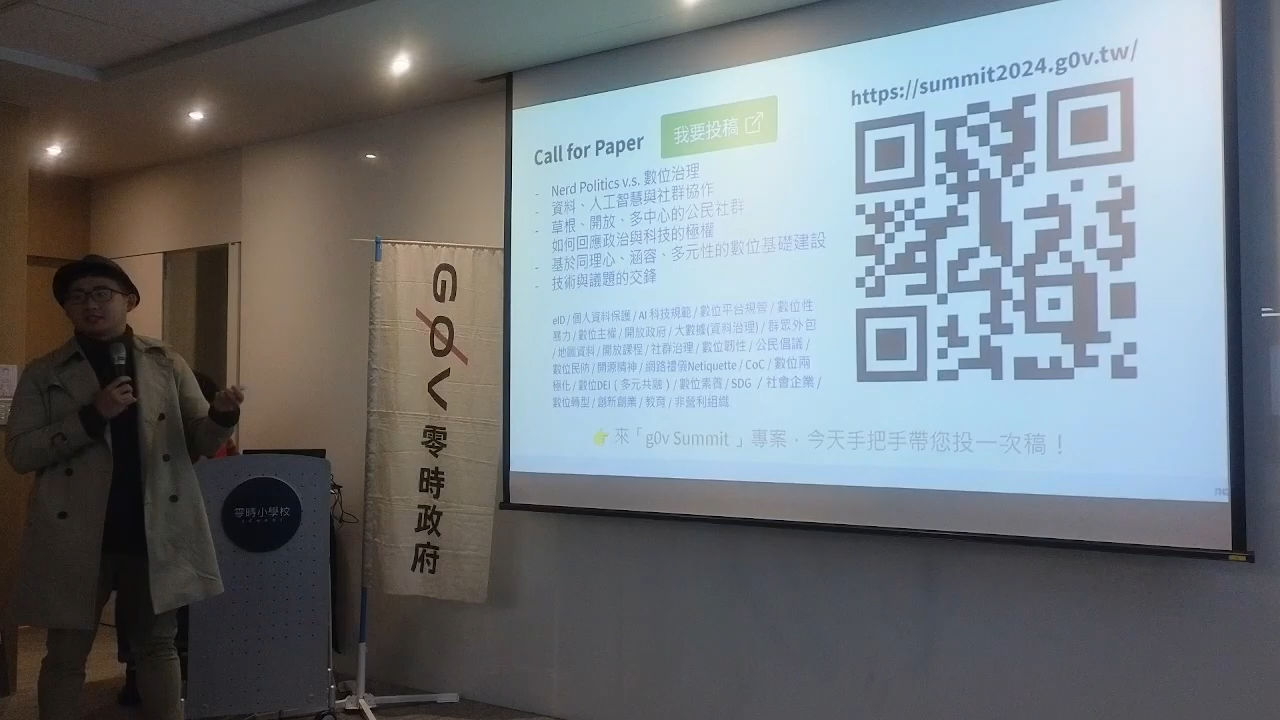 https://summit2024.g0v.tw/
Call for Paper
我要投稿
- Nerd Politics v.s. 數位治理
- 資料、人工智慧與社群協作
- 草根、開放、多中心的公民社群
- 如何回應政治與科技的極權
- 基於同理心、涵容、多元性的數位基礎建設
- 技術與議題的交鋒
eID / 個人資料保護 / AI 科技規範 / 數位平台規管 / 數位性
暴力 / 數位主權 / 開放政府 / 大數據(資料治理) / 群眾外包
/ 地圖資料 / 開放課程 / 社群治理 / 數位韌性 / 公民倡議 /
數位民防 / 開源精神 / 網路禮儀Netiquette / CoC / 數位兩
極化 / 數位DEI ( 多元共融 ) / 數位素養 / SDG / 社會企業 /
數位轉型 / 創新創業 / 教育 / 非營利組織
👉 來「g0v Summit」專案，今天手把手帶您投一次稿！
G0V零時政府
零時小學校